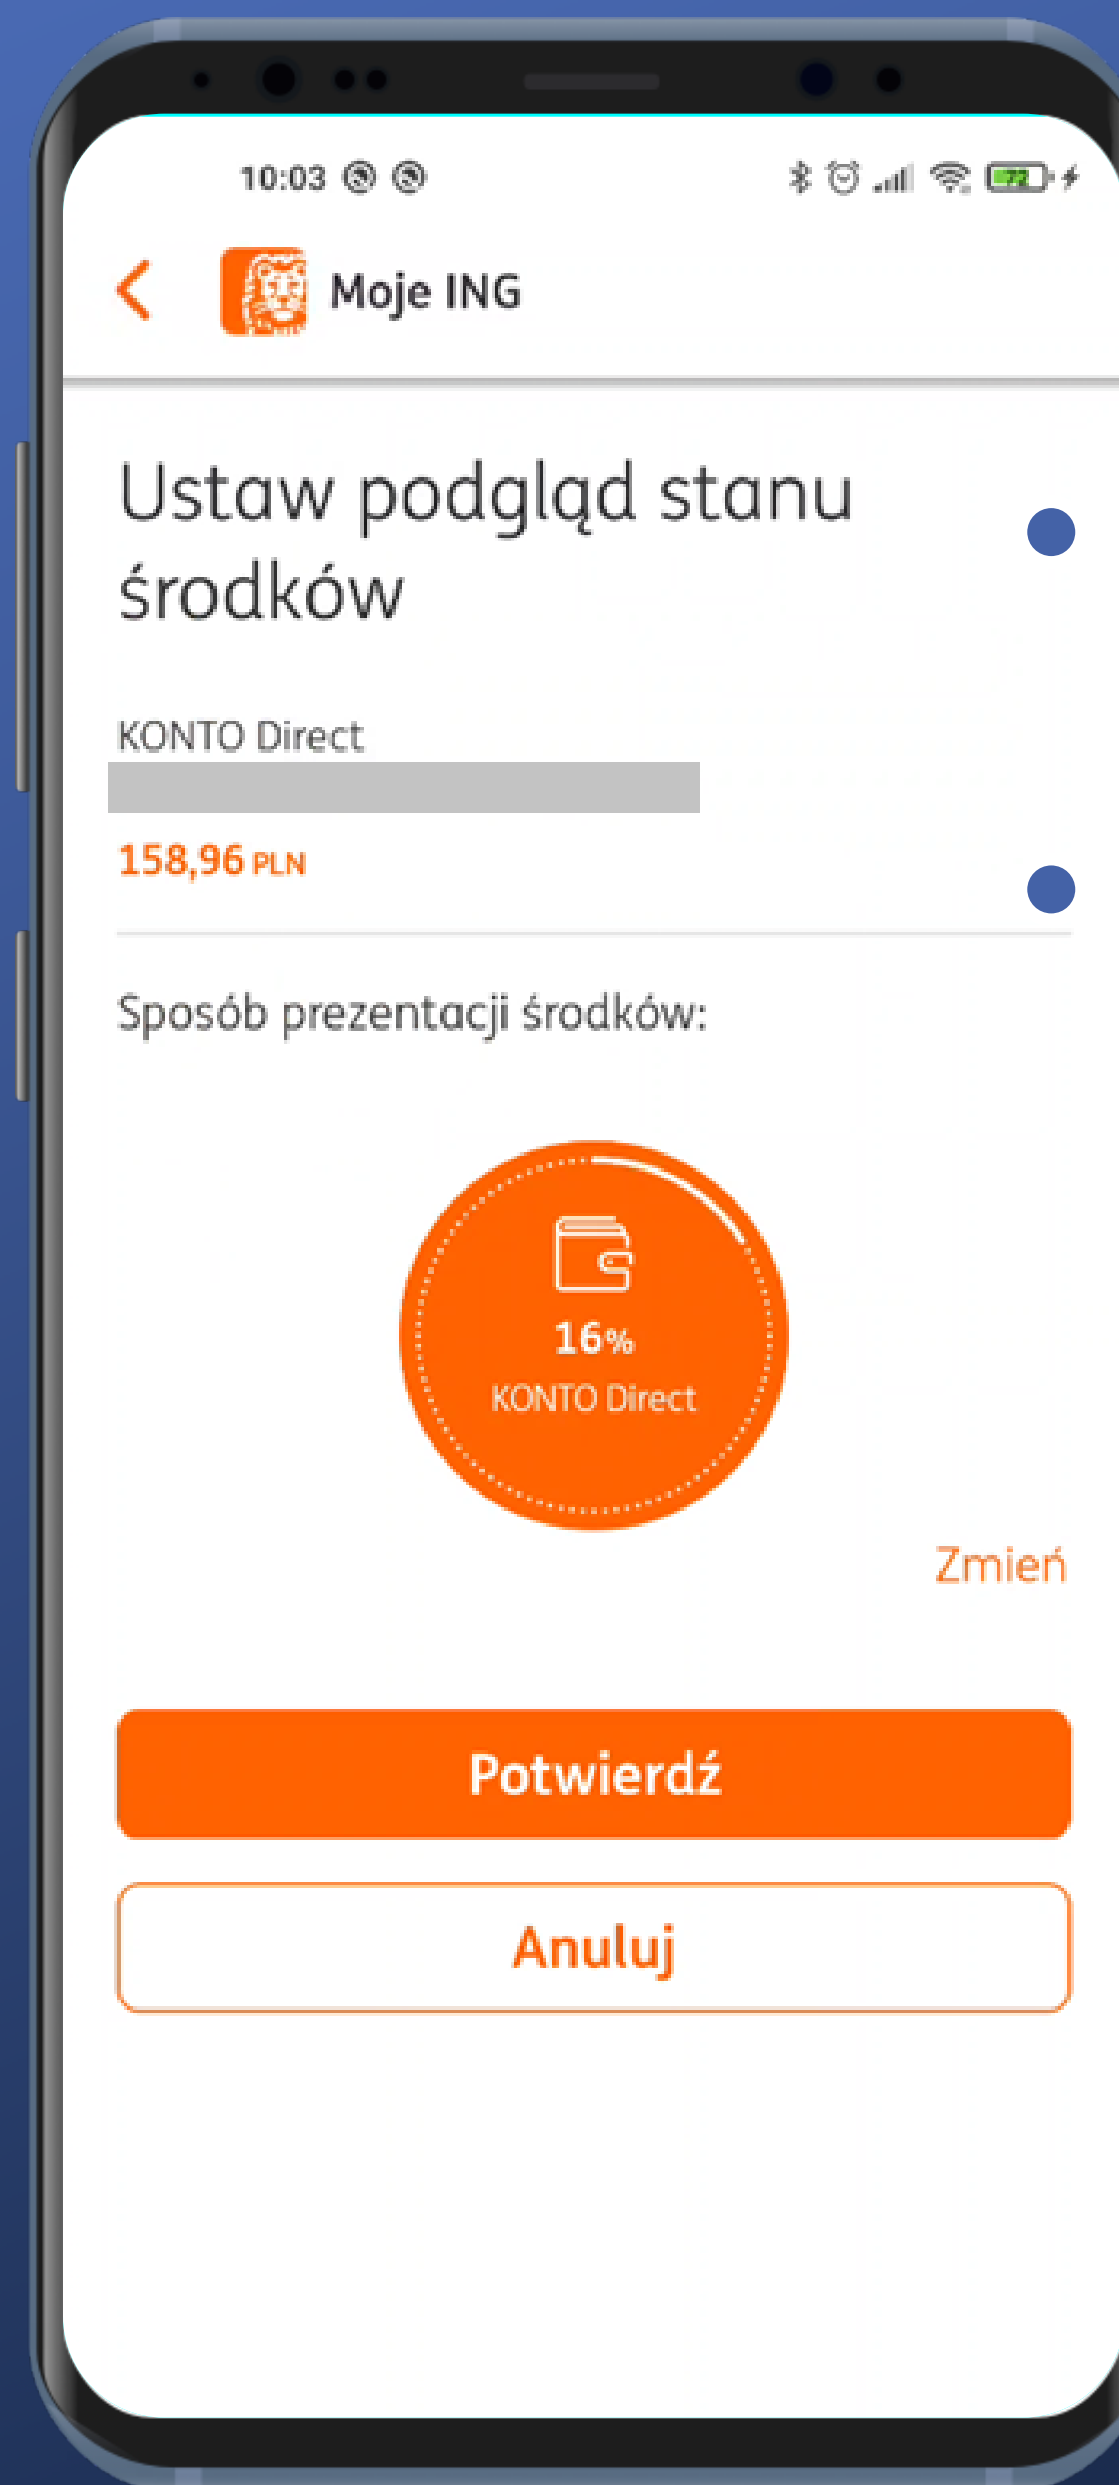 10:03
72
Moje ING
Ustaw podgląd stanu
środków
KONTO Direct
158,96 PLN
Sposób prezentacji środków:
16%
KONTO Direct
Zmień
Potwierdź
Anuluj